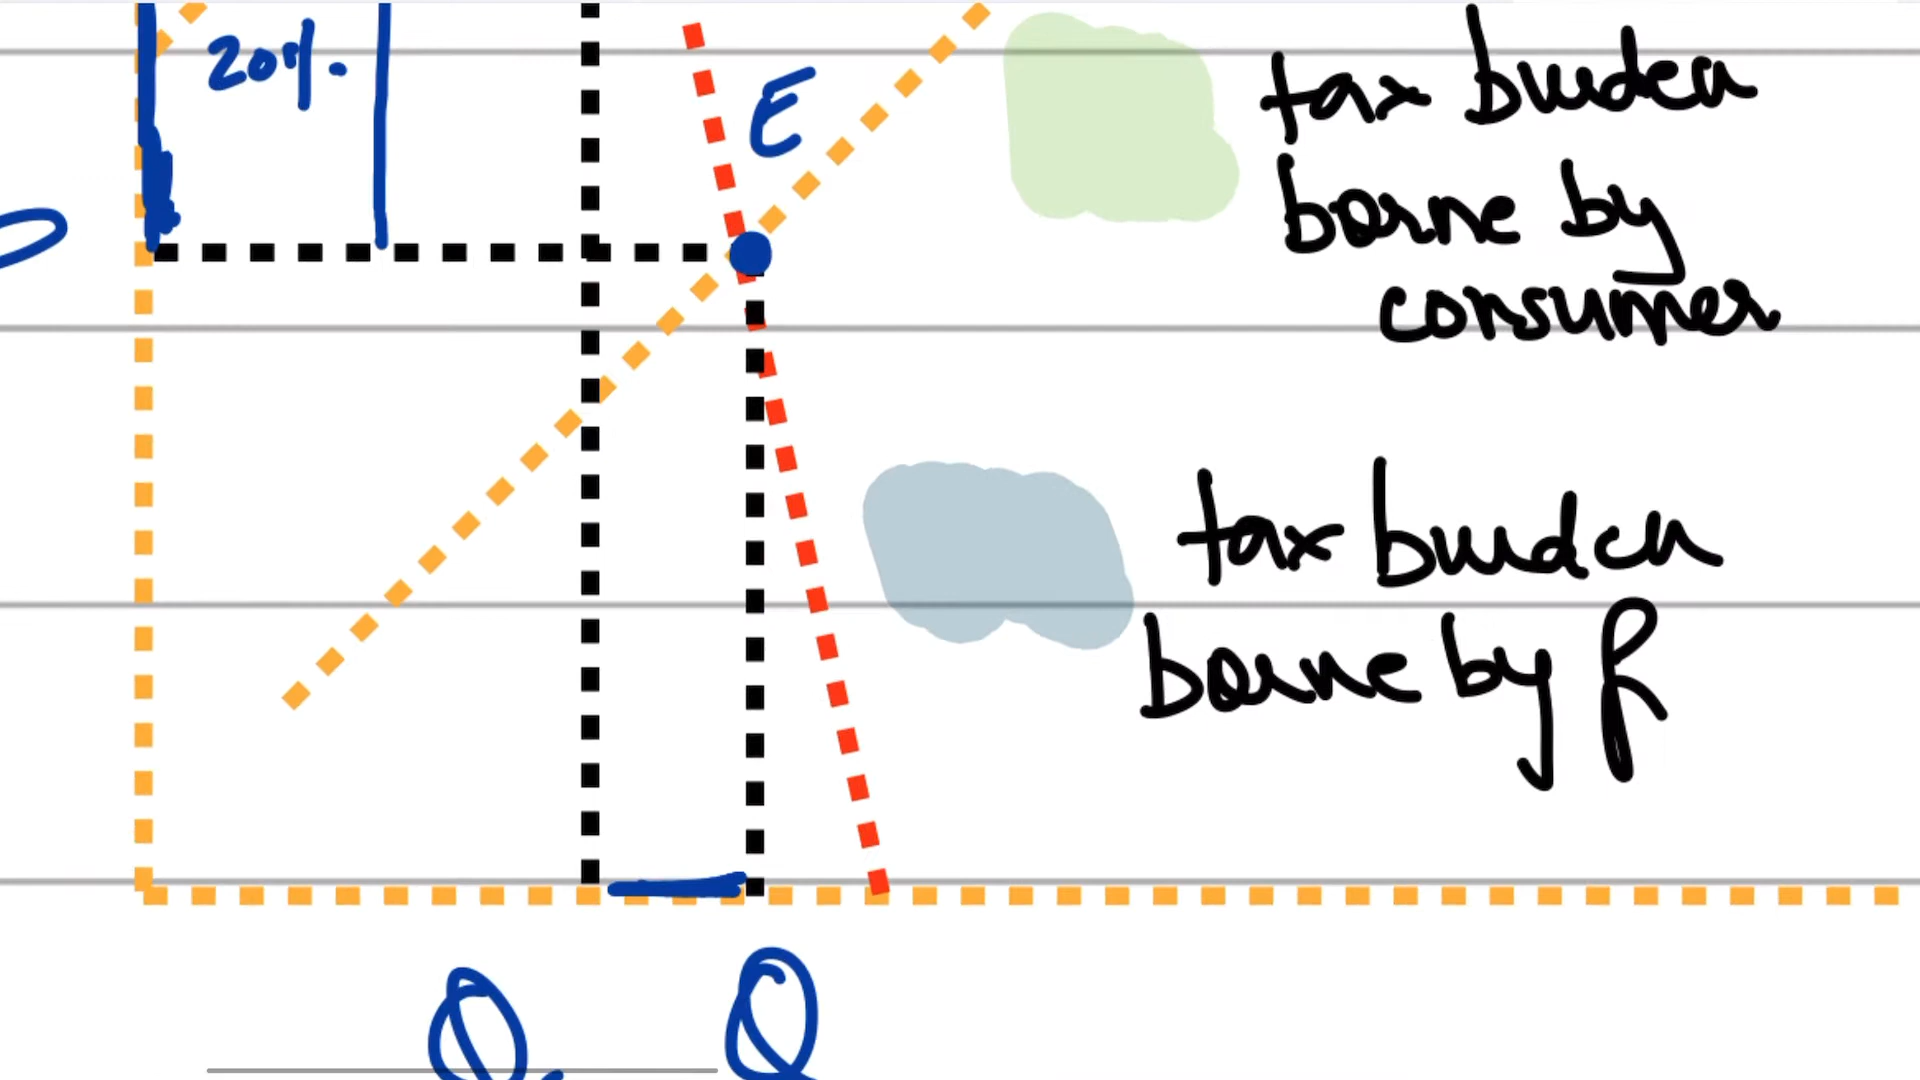 20%.
E
tax burden
borne by
consumer
tax burden
borne by f
Q
Q